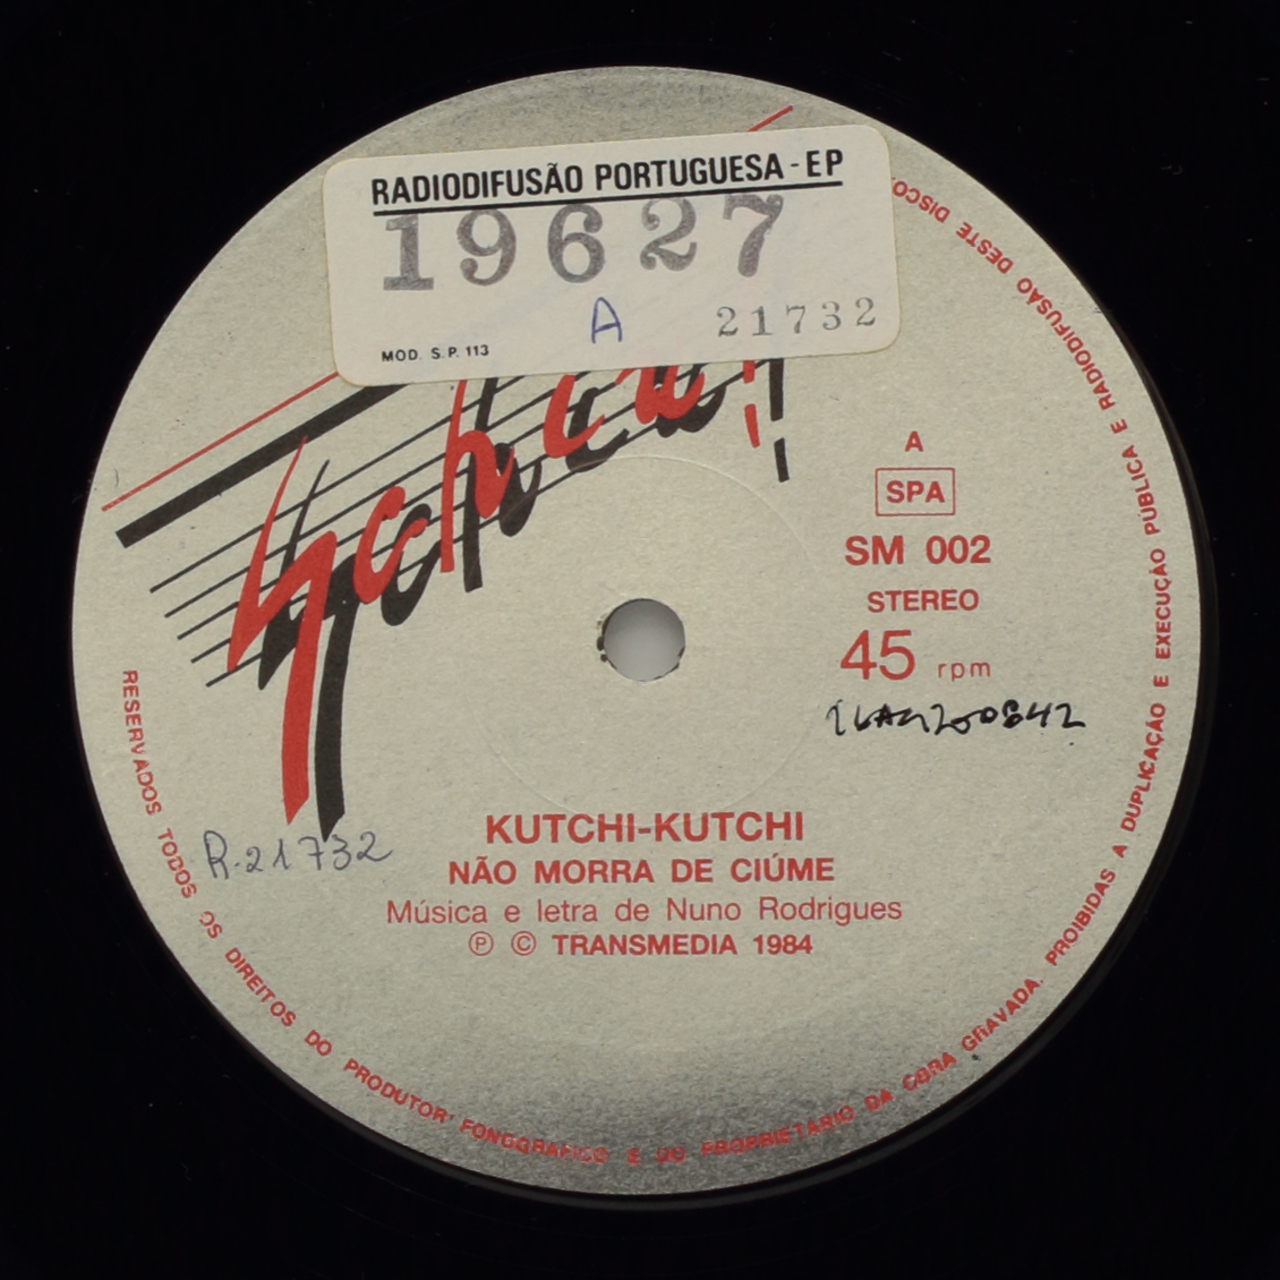 RADIODIFUSÃO PORTUGUESA - EP
19627
A
21732
MOD. S.P. 113
A
SPA
SM 002
STEREO
45 rpm
R-21732
KUTCHI-KUTCHI
NÃO MORRA DE CIÚME
Música e letra de Nuno Rodrigues
Ⓟ © TRANSMEDIA 1984
RESERVADOS TODOS OS DIREITOS DO PRODUTOR FONOGRAFICO E DO PROPRIETARIO DA OBRA GRAVADA. PROIBIDAS A DUPLICAÇÃO E EXECUÇÃO PÚBLICA E RADIODIFUSÃO DESTE DISCO